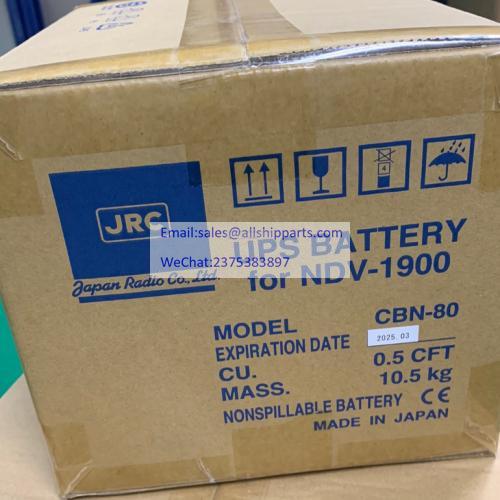 JRC
Japan Radio Co., Ltd.
4
Email:sales@allshipparts.com
WeChat:2375383897
UPS BATTERY
for NDV-1900
MODEL CBN-80
EXPIRATION DATE 2025.03
CU. 0.5 CFT
MASS. 10.5 kg
NONSPILLABLE BATTERY CE
MADE IN JAPAN